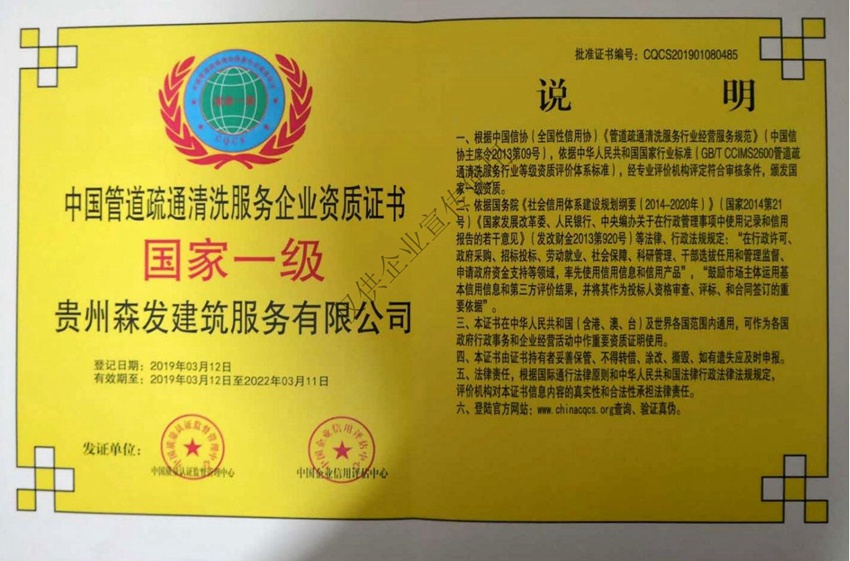 CQCS
中国管道疏通清洗服务企业资质证书
国家一级
贵州森发建筑服务有限公司
登记日期：2019年03月12日
有效期至：2019年03月12日至2022年03月11日
发证单位：
中国质量认证监督管理中心
中国企业信用评估中心
批准证书编号：CQCS201901080485
说 明
一、根据中国信协（全国性信用协）《管道疏通清洗服务行业经营服务规范》（中国信
协主席令2013第09号），依据中华人民共和国国家行业标准（GB/T CCIMS2600管道疏
通清洗服务行业等级资质评价体系标准），经专业评价机构评定符合审核条件，颁发国
家一级资质。
二、依据国务院《社会信用体系建设规划纲要（2014-2020年）》（国家2014第21
号）《国家发展改革委、人民银行、中央编办关于在行政管理事项中使用记录和信用
报告的若干意见》（发改财金2013第920号）等法律、行政法规规定：“在行政许可、
政府采购、招标投标、劳动就业、社会保障、科研管理、干部选拔任用和管理监督、
申请政府资金支持等领域，率先使用信用信息和信用产品”，“鼓励市场主体运用基
本信用信息和第三方评价结果，并将其作为投标人资格审查、评标、和合同签订的重
要依据”。
三、本证书在中华人民共和国（含港、澳、台）及世界各国范围内通用，可作为各国
政府行政事务和企业经营活动中作重要资质证明使用。
四、本证书由证书持有者妥善保管、不得转借、涂改、撕毁、如有遗失应及时申报。
五、法律责任，根据国际通行法律原则和中华人民共和国法律行政法律法规规定，
评价机构对本证书信息内容的真实性和合法性承担法律责任。
六、登陆官方网站：www.chinacqcs.org查询、验证真伪。
仅供企业宣传